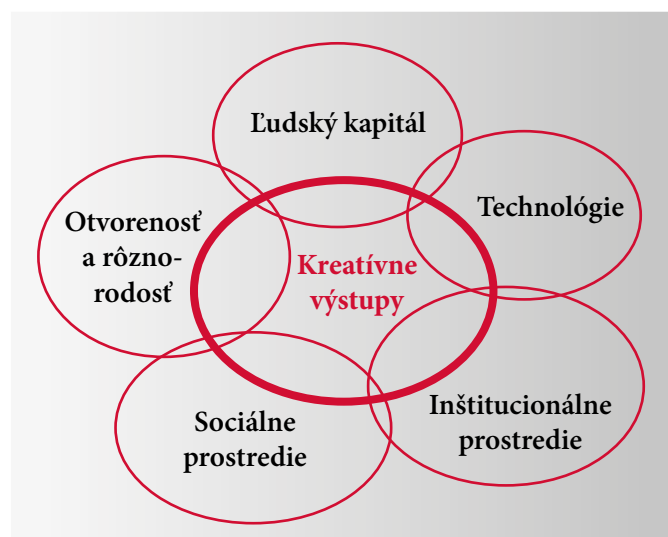 Ľudský kapitál
Technológie
Otvorenosť
a rôzno-
rodosť
Kreatívne
výstupy
Sociálne
prostredie
Inštitucionálne
prostredie